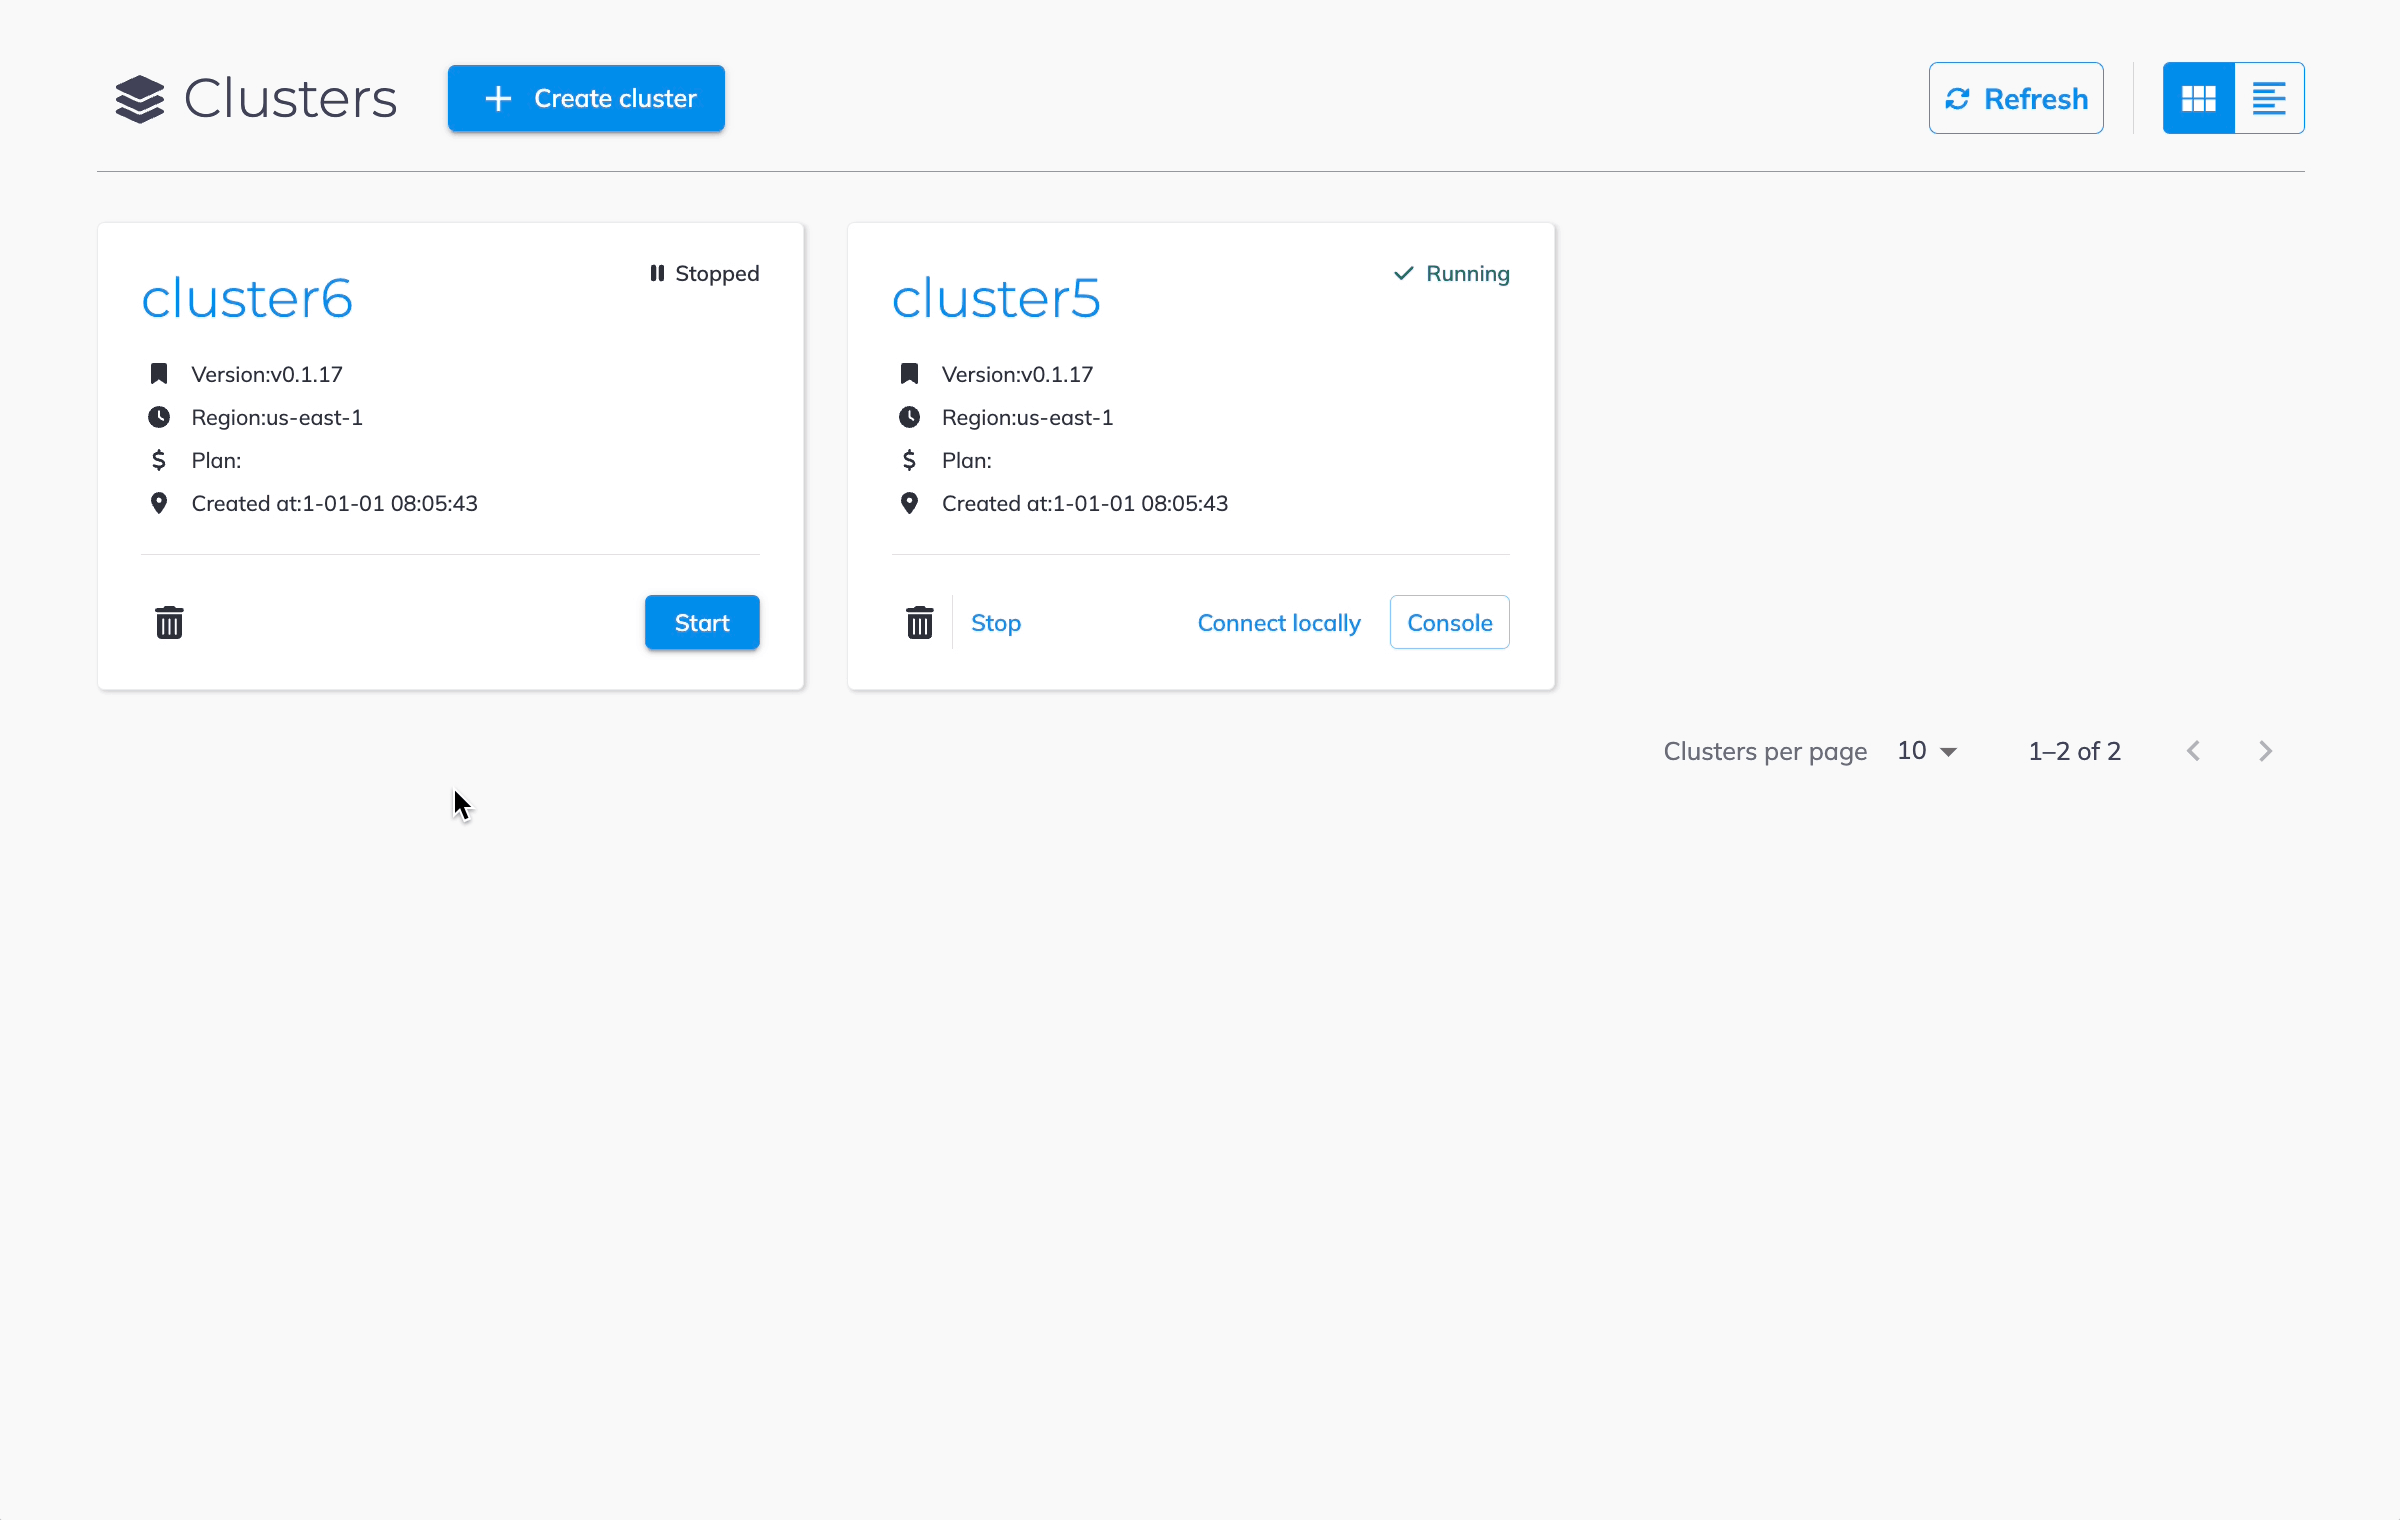 Clusters
Create cluster
Refresh
cluster6
Stopped
Version:v0.1.17
Region:us-east-1
Plan:
Created at:1-01-01 08:05:43
Start
cluster5
Running
Version:v0.1.17
Region:us-east-1
Plan:
Created at:1-01-01 08:05:43
Stop
Connect locally
Console
Clusters per page 10 1–2 of 2